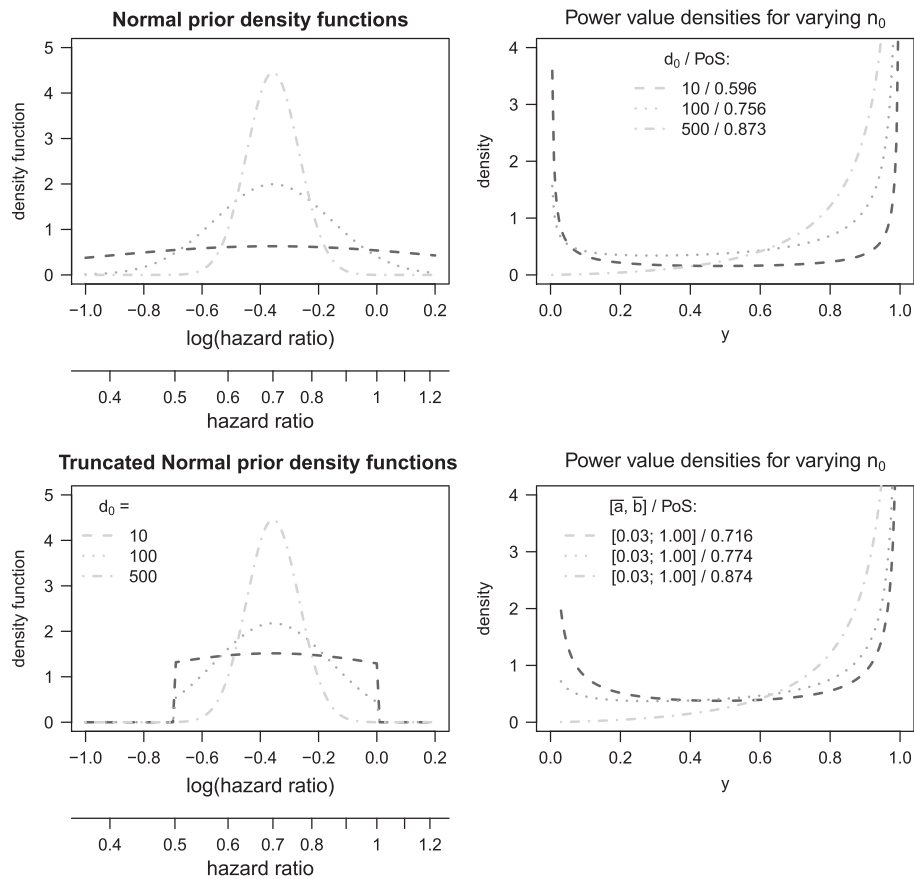 Normal prior density functions
5
4
3
2
1
0
density function
−1.0 −0.8 −0.6 −0.4 −0.2 0.0 0.2
log(hazard ratio)
0.4 0.5 0.6 0.7 0.8 1 1.2
hazard ratio
Power value densities for varying n₀
d₀ / PoS:
10 / 0.596
100 / 0.756
500 / 0.873
4
3
2
1
0
density
0.0 0.2 0.4 0.6 0.8 1.0
y
Truncated Normal prior density functions
d₀ =
10
100
500
5
4
3
2
1
0
density function
−1.0 −0.8 −0.6 −0.4 −0.2 0.0 0.2
log(hazard ratio)
0.4 0.5 0.6 0.7 0.8 1 1.2
hazard ratio
Power value densities for varying n₀
[a̅, b̅] / PoS:
[0.03; 1.00] / 0.716
[0.03; 1.00] / 0.774
[0.03; 1.00] / 0.874
4
3
2
1
0
density
0.0 0.2 0.4 0.6 0.8 1.0
y